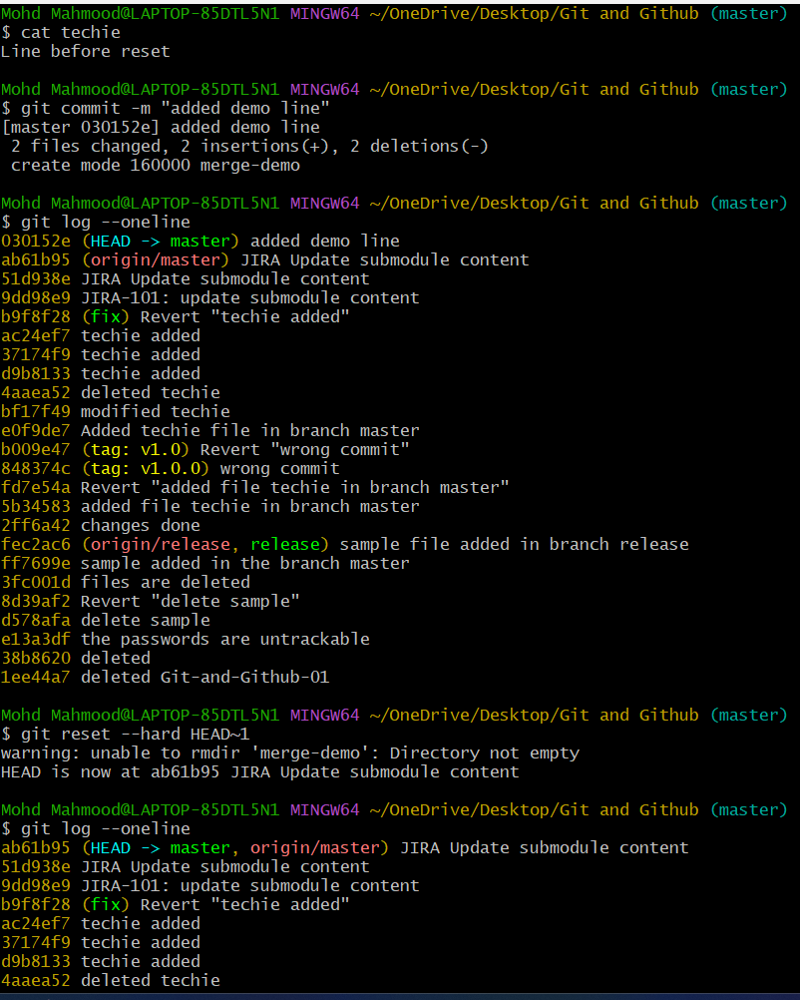 Mohd Mahmood@LAPTOP-85DTL5N1 MINGW64 ~/OneDrive/Desktop/Git and Github (master)
$ cat techie
Line before reset
Mohd Mahmood@LAPTOP-85DTL5N1 MINGW64 ~/OneDrive/Desktop/Git and Github (master)
$ git commit -m "added demo line"
[master 030152e] added demo line
 2 files changed, 2 insertions(+), 2 deletions(-)
 create mode 160000 merge-demo
Mohd Mahmood@LAPTOP-85DTL5N1 MINGW64 ~/OneDrive/Desktop/Git and Github (master)
$ git log --oneline
030152e (HEAD -> master) added demo line
ab61b95 (origin/master) JIRA Update submodule content
51d938e JIRA Update submodule content
9dd98e9 JIRA-101: update submodule content
b9f8f28 (fix) Revert "techie added"
ac24ef7 techie added
37174f9 techie added
d9b8133 techie added
4aaea52 deleted techie
bf17f49 modified techie
e0f9de7 Added techie file in branch master
b009e47 (tag: v1.0) Revert "wrong commit"
848374c (tag: v1.0.0) wrong commit
fd7e54a Revert "added file techie in branch master"
5b34583 added file techie in branch master
2ff6a42 changes done
fec2ac6 (origin/release, release) sample file added in branch release
ff7699e sample added in the branch master
3fc001d files are deleted
8d39af2 Revert "delete sample"
d578afa delete sample
e13a3df the passwords are untrackable
38b8620 deleted
1ee44a7 deleted Git-and-Github-01
Mohd Mahmood@LAPTOP-85DTL5N1 MINGW64 ~/OneDrive/Desktop/Git and Github (master)
$ git reset --hard HEAD~1
warning: unable to rmdir 'merge-demo': Directory not empty
HEAD is now at ab61b95 JIRA Update submodule content
Mohd Mahmood@LAPTOP-85DTL5N1 MINGW64 ~/OneDrive/Desktop/Git and Github (master)
$ git log --oneline
ab61b95 (HEAD -> master, origin/master) JIRA Update submodule content
51d938e JIRA Update submodule content
9dd98e9 JIRA-101: update submodule content
b9f8f28 (fix) Revert "techie added"
ac24ef7 techie added
37174f9 techie added
d9b8133 techie added
4aaea52 deleted techie